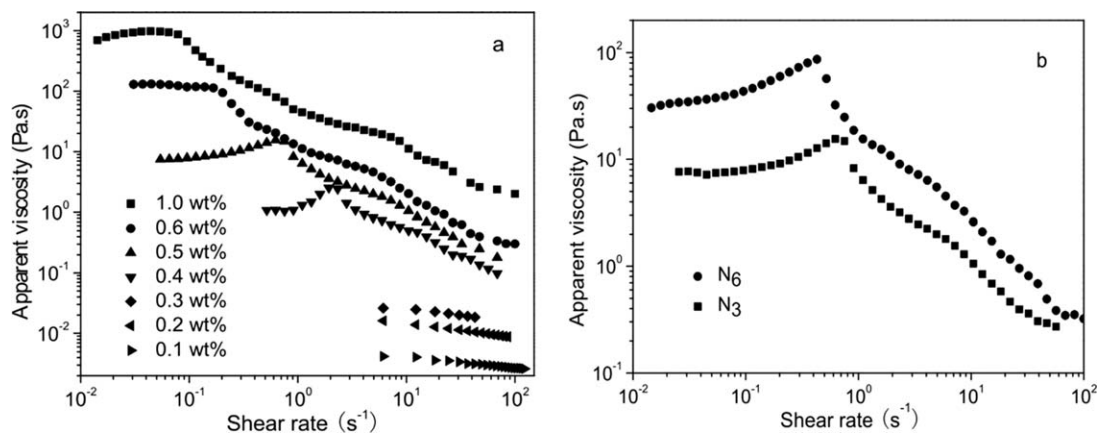 a
Apparent viscosity (Pa.s)
10³
10²
10¹
10⁰
10⁻¹
10⁻²
1.0 wt%
0.6 wt%
0.5 wt%
0.4 wt%
0.3 wt%
0.2 wt%
0.1 wt%
10⁻² 10⁻¹ 10⁰ 10¹ 10²
Shear rate (s⁻¹)
b
Apparent viscosity (Pa.s)
10²
10¹
10⁰
10⁻¹
N₆
N₃
10⁻² 10⁻¹ 10⁰ 10¹ 10²
Shear rate (s⁻¹)